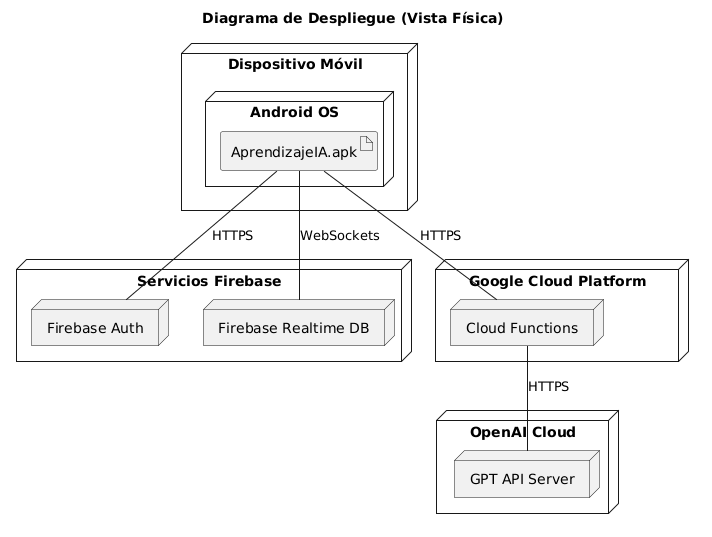 Diagrama de Despliegue (Vista Física)
Dispositivo Móvil
Android OS
AprendizajeIA.apk
HTTPS
WebSockets
HTTPS
Servicios Firebase
Google Cloud Platform
Firebase Auth
Firebase Realtime DB
Cloud Functions
HTTPS
OpenAI Cloud
GPT API Server